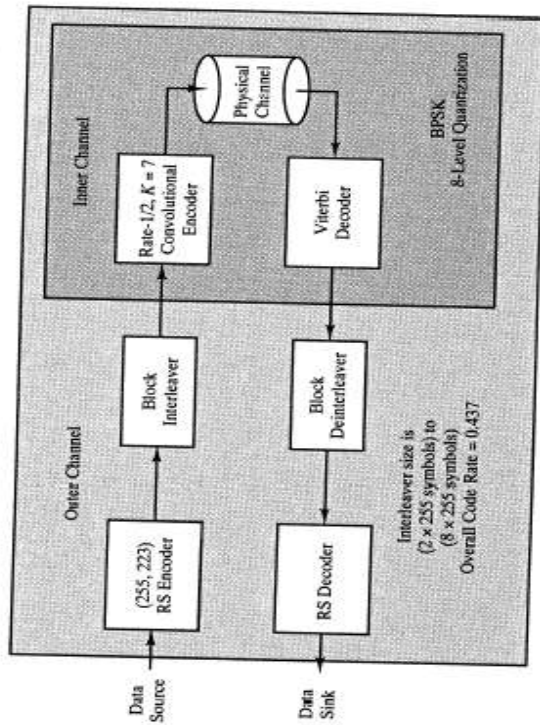 Outer Channel
Inner Channel
Data
Source
(255, 223)
RS Encoder
Block
Interleaver
Rate-1/2, K = 7
Convolutional
Encoder
Physical
Channel
Data
Sink
RS Decoder
Block
Deinterleaver
Viterbi
Decoder
Interleaver size is
(2 × 255 symbols) to
(8 × 255 symbols)
Overall Code Rate = 0.437
BPSK
8-Level Quantization